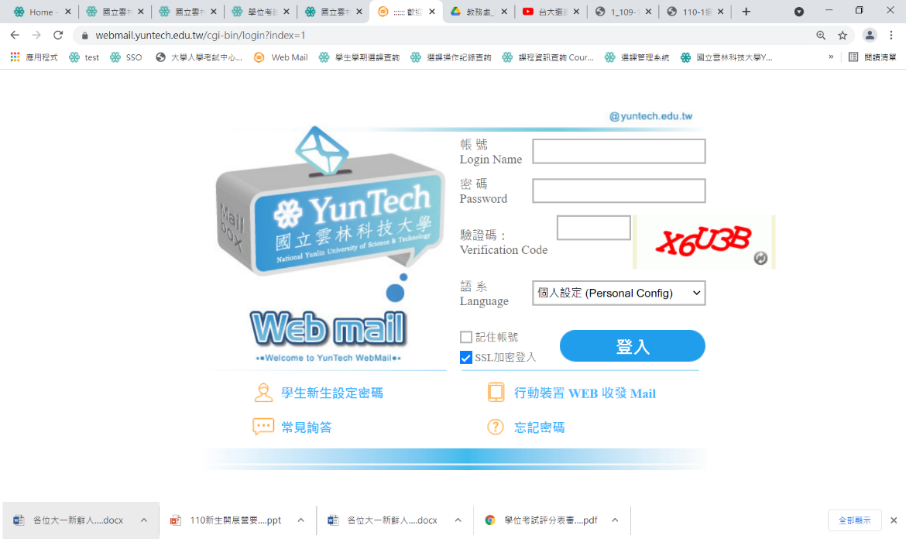 Home -
國立雲林
國立雲林
學位考試
國立雲林
:::::: 歡迎
教務處_
台大振
1_109-
110-1
webmail.yuntech.edu.tw/cgi-bin/login?index=1
應用程式 test SSO 大學入學考試中心... Web Mail 學生學期選課查詢 選課操作紀錄查詢 課程資訊查詢 Cour... 選課管理系統 國立雲林科技大學Y... » 閱讀清單
@yuntech.edu.tw
Mail box
YunTech
國立雲林科技大學
National Yunlin University of Science & Technology
Web mail
Welcome to YunTech WebMail
帳 號
Login Name
密 碼
Password
驗證碼：
Verification Code
X6U3B
語 系
Language
個人設定 (Personal Config)
記住帳號
SSL加密登入
登入
學生新生設定密碼
行動裝置 WEB 收發 Mail
常見詢答
忘記密碼
各位大一新鮮人....docx
110新生開展簡要....ppt
各位大一新鮮人....docx
學位考試評分表書....pdf
全部顯示